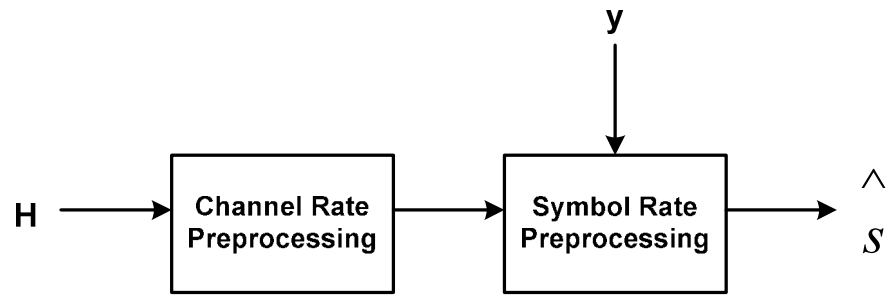 y
H
Channel Rate
Preprocessing
Symbol Rate
Preprocessing
^
s